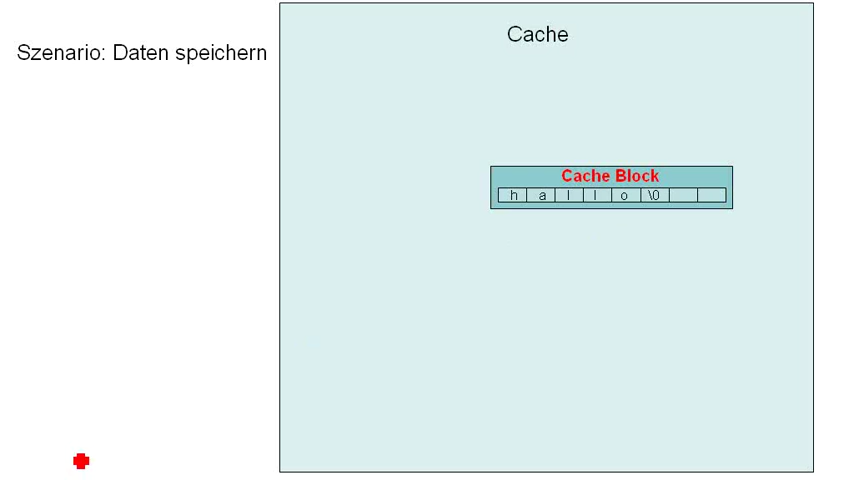 Cache
Szenario: Daten speichern
Cache Block
h a l l o \0